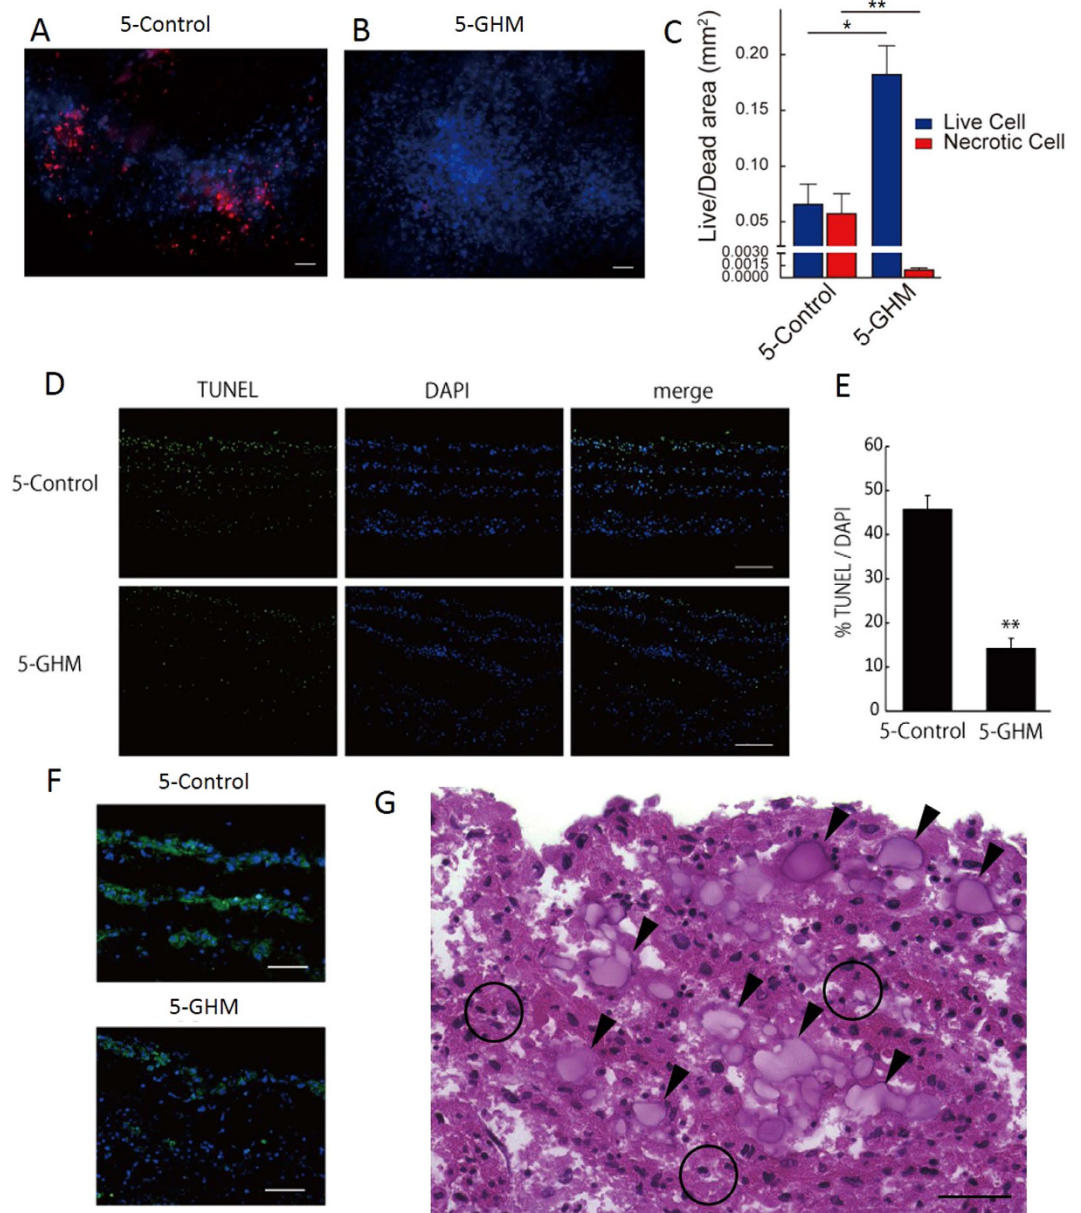 A 5-Control
B 5-GHM
C
* **
Live/Dead area (mm²)
0.20
0.15
0.10
0.05
0.0030
0.0015
0.0000
5-Control 5-GHM
Live Cell
Necrotic Cell
D
TUNEL DAPI merge
5-Control
5-GHM
E
% TUNEL / DAPI
60
50
40
30
20
10
0
**
5-Control 5-GHM
F
5-Control
5-GHM
G